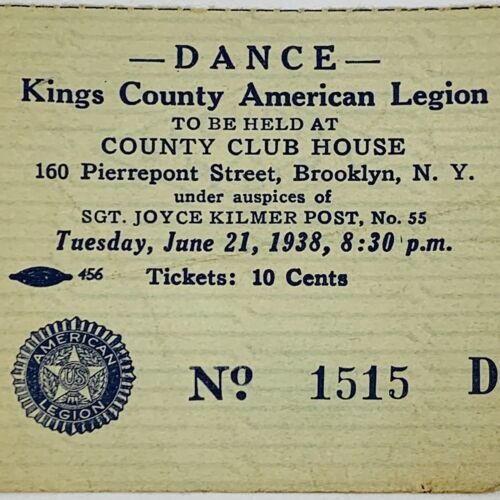 —DANCE—
Kings County American Legion
TO BE HELD AT
COUNTY CLUB HOUSE
160 Pierrepont Street, Brooklyn, N. Y.
under auspices of
SGT. JOYCE KILMER POST, No. 55
Tuesday, June 21, 1938, 8:30 p.m.
456 Tickets: 10 Cents
AMERICAN
US
LEGION
No 1515 D